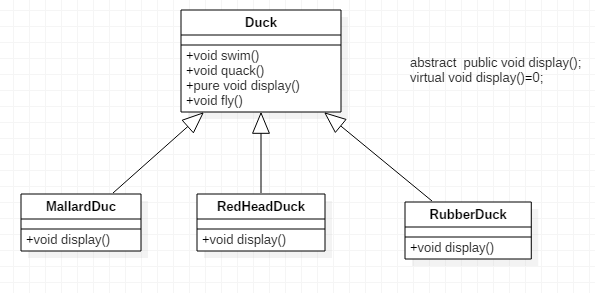 Duck
+void swim()
+void quack()
+pure void display()
+void fly()
abstract  public void display();
virtual void display()=0;
MallardDuc
+void display()
RedHeadDuck
+void display()
RubberDuck
+void display()